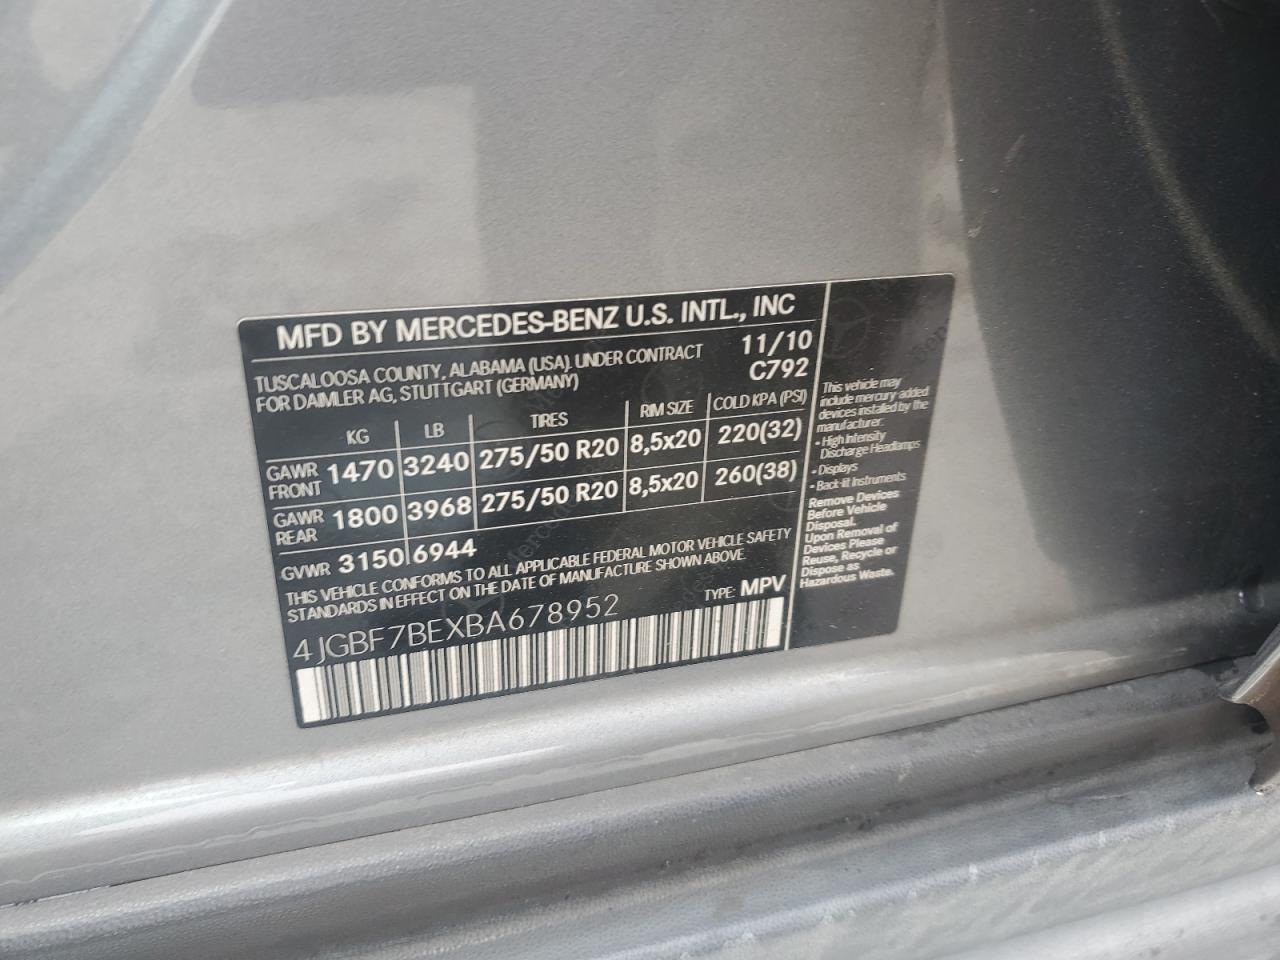 MFD BY MERCEDES-BENZ U.S. INTL., INC
TUSCALOOSA COUNTY, ALABAMA (USA). UNDER CONTRACT
FOR DAIMLER AG, STUTTGART (GERMANY)
11/10
C792
KG LB TIRES RIM SIZE COLD KPA (PSI)
GAWR FRONT 1470 3240 275/50 R20 8,5x20 220(32)
GAWR REAR 1800 3968 275/50 R20 8,5x20 260(38)
GVWR 3150 6944
THIS VEHICLE CONFORMS TO ALL APPLICABLE FEDERAL MOTOR VEHICLE SAFETY
STANDARDS IN EFFECT ON THE DATE OF MANUFACTURE SHOWN ABOVE.
4JGBF7BEXBA678952
TYPE: MPV
This vehicle may
include mercury added
devices installed by the
manufacturer:
- High Intensity
Discharge Headlamps
- Displays
- Back-lit Instruments
Remove Devices
Before Vehicle
Disposal.
Upon Removal of
Devices Please
Reuse, Recycle or
Dispose as
Hazardous Waste.